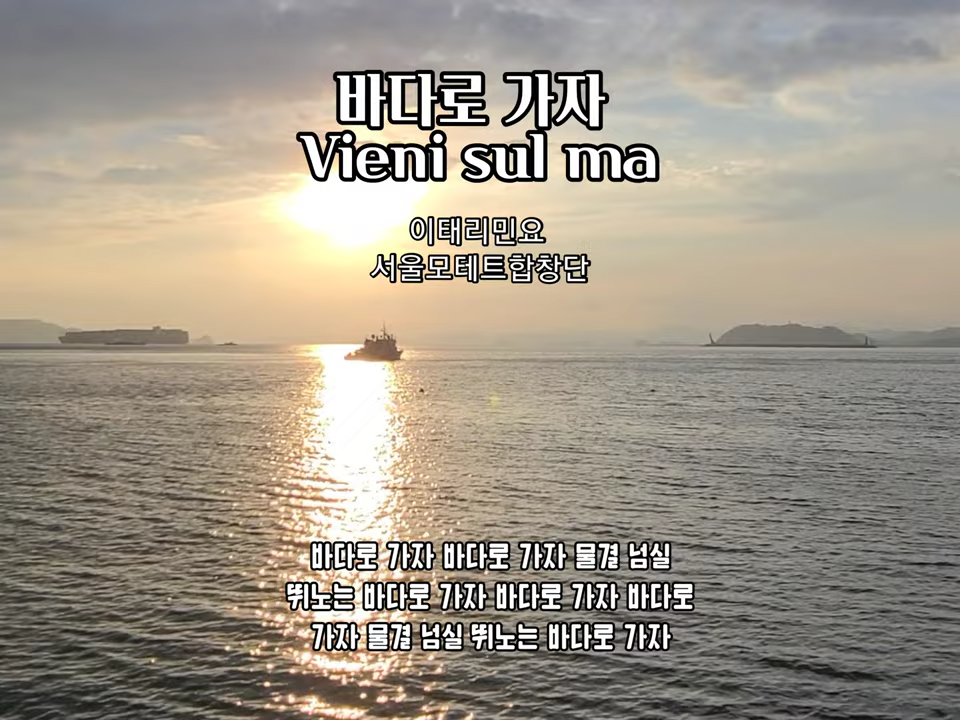 바다로 가자
Vieni sul ma
이태리민요
서울모테트합창단
바다로 가자 바다로 가자 물결 넘실
뛰노는 바다로 가자 바다로 가자 바다로
가자 물결 넘실 뛰노는 바다로 가자